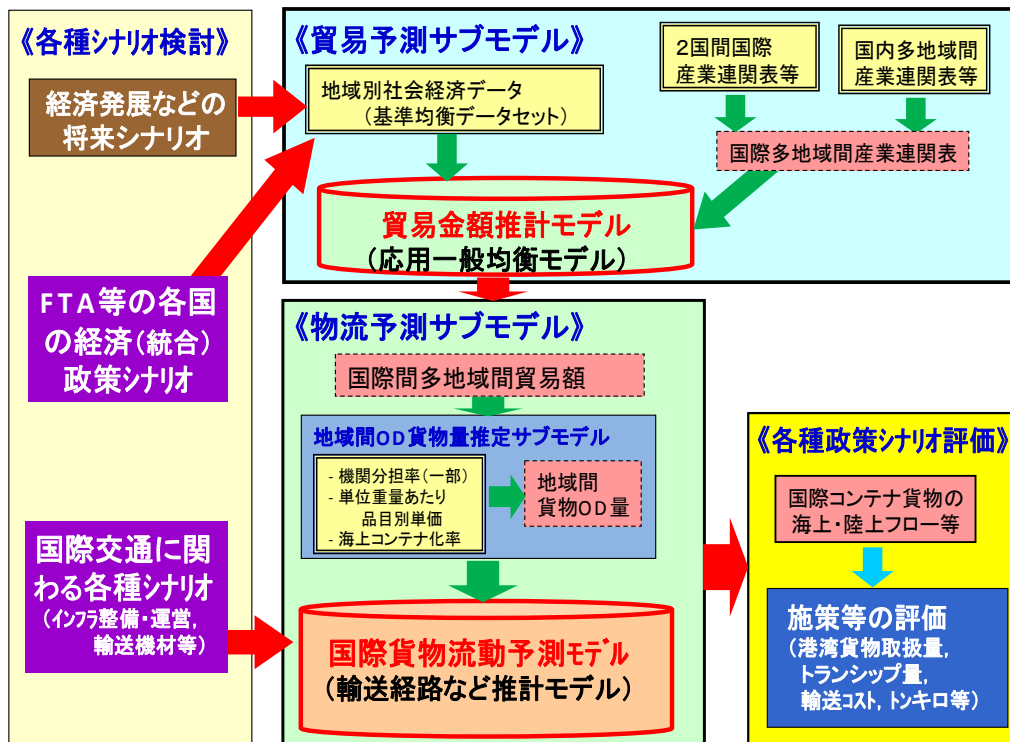 《各種シナリオ検討》
経済発展などの
将来シナリオ
FTA等の各国
の経済(統合)
政策シナリオ
国際交通に関
わる各種シナリオ
(インフラ整備・運営,
輸送機材等)
《貿易予測サブモデル》
地域別社会経済データ
(基準均衡データセット)
2国間国際
産業連関表等
国内多地域間
産業連関表等
国際多地域間産業連関表
貿易金額推計モデル
(応用一般均衡モデル)
《物流予測サブモデル》
国際間多地域間貿易額
地域間OD貨物量推定サブモデル
- 機関分担率(一部)
- 単位重量あたり
品目別単価
- 海上コンテナ化率
地域間
貨物OD量
国際貨物流動予測モデル
(輸送経路など推計モデル)
《各種政策シナリオ評価》
国際コンテナ貨物の
海上・陸上フロー等
施策等の評価
(港湾貨物取扱量,
トランシップ量,
輸送コスト, トンキロ等)